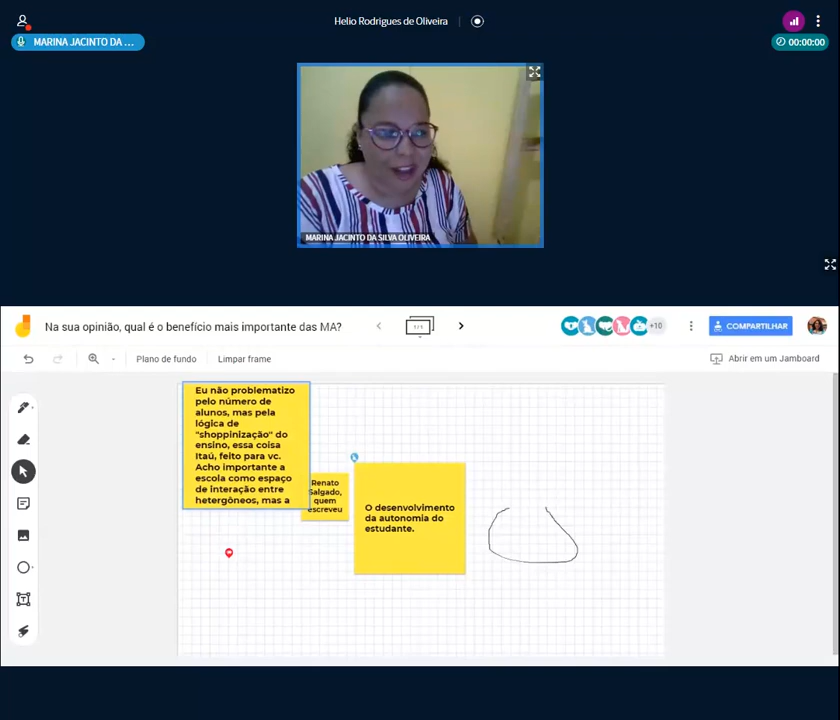 Helio Rodrigues de Oliveira
MARINA JACINTO DA ...
00:00:00
MARINA JACINTO DA SILVA OLIVEIRA
Na sua opinião, qual é o benefício mais importante das MA?
1/1
+10
COMPARTILHAR
Plano de fundo
Limpar frame
Abrir em um Jamboard
Eu não problematizo
pelo número de
alunos, mas pela
lógica de
"shoppinização" do
ensino, essa coisa
Itaú, feito para vc.
Acho importante a
escola como espaço
de interação entre
hetergôneos, mas a
Renato
Salgado,
quem
escreveu
O desenvolvimento
da autonomia do
estudante.